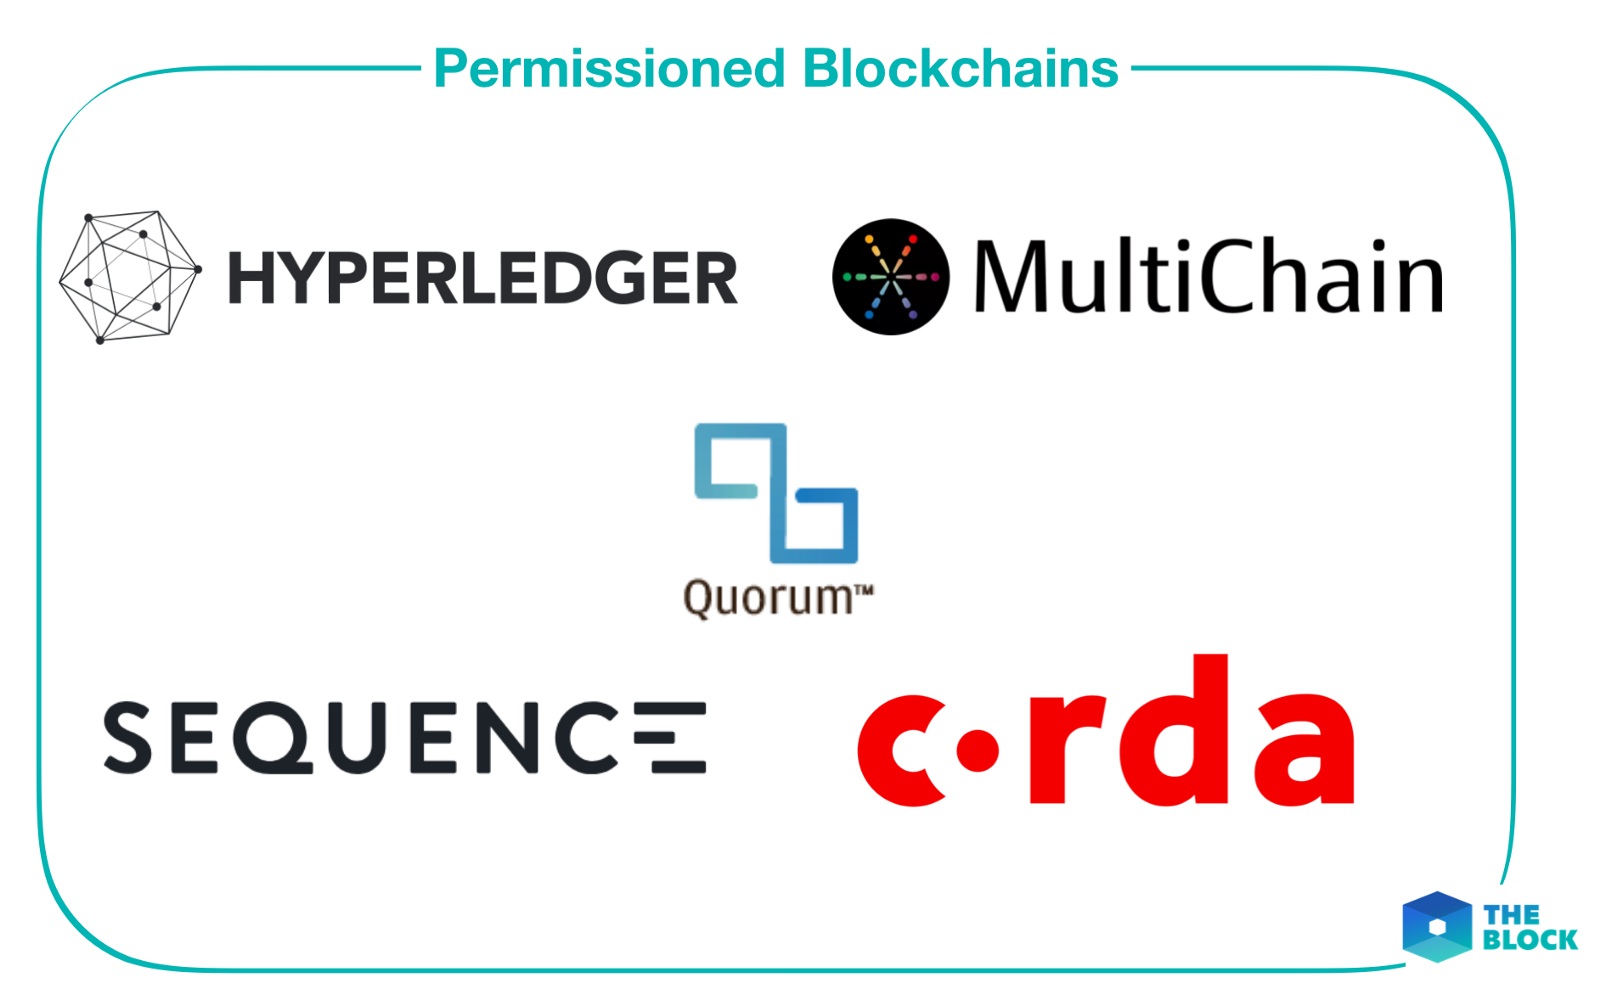 Permissioned Blockchains
HYPERLEDGER
MultiChain
Quorum™
SEQUENCE
corda
THE
BLOCK